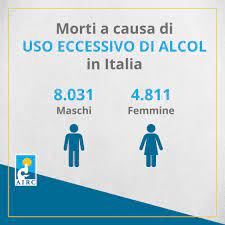 Morti a causa di
USO ECCESSIVO DI ALCOL
in Italia
8.031
4.811
Maschi
Femmine
AIRC